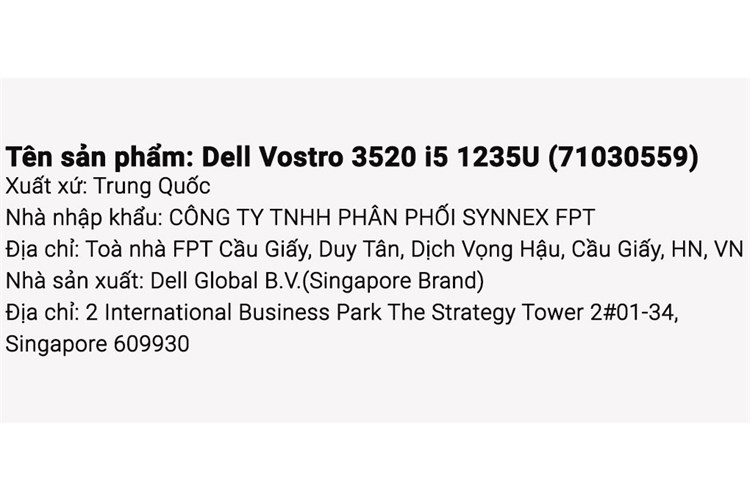 Tên sản phẩm: Dell Vostro 3520 i5 1235U (71030559)
Xuất xứ: Trung Quốc
Nhà nhập khẩu: CÔNG TY TNHH PHÂN PHỐI SYNNEX FPT
Địa chỉ: Toà nhà FPT Cầu Giấy, Duy Tân, Dịch Vọng Hậu, Cầu Giấy, HN, VN
Nhà sản xuất: Dell Global B.V.(Singapore Brand)
Địa chỉ: 2 International Business Park The Strategy Tower 2#01-34,
Singapore 609930